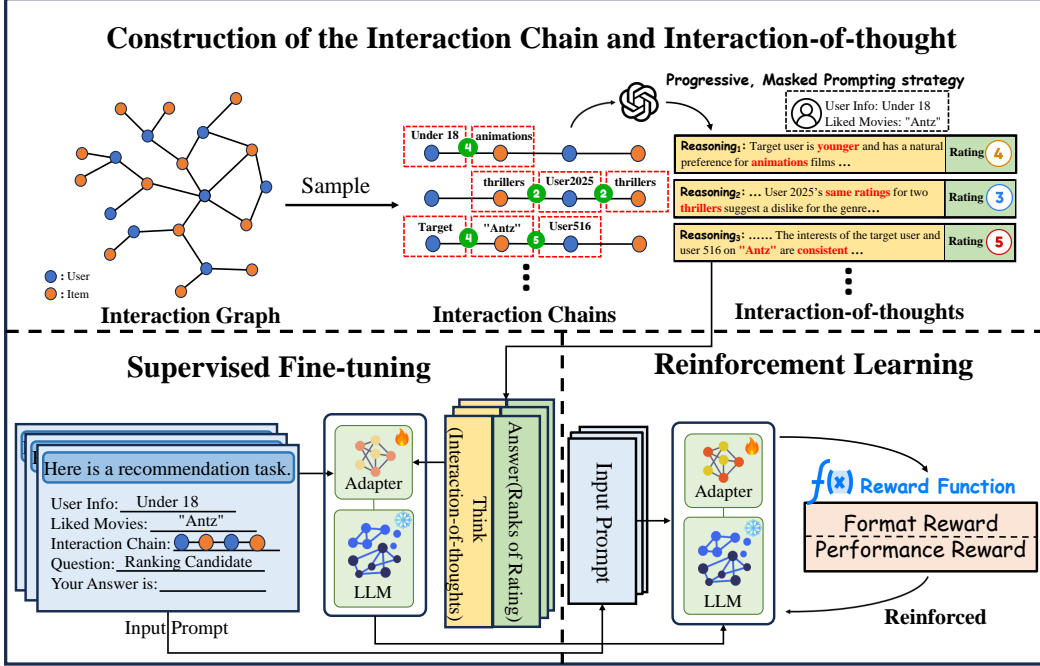 Construction of the Interaction Chain and Interaction-of-thought
Sample
: User
: Item
Interaction Graph
Under 18
4
animations
thrillers
2
User2025
2
thrillers
Target
4
"Antz"
5
User516
Interaction Chains
Progressive, Masked Prompting strategy
User Info: Under 18
Liked Movies: "Antz"
Reasoning₁: Target user is younger and has a natural
preference for animations films ...
Rating 4
Reasoning₂: ... User 2025's same ratings for two
thrillers suggest a dislike for the genre...
Rating 3
Reasoning₃: ...... The interests of the target user and
user 516 on "Antz" are consistent ...
Rating 5
Interaction-of-thoughts
Supervised Fine-tuning
Here is a recommendation task.
User Info: Under 18
Liked Movies: "Antz"
Interaction Chain:
Question: Ranking Candidate
Your Answer is:
Input Prompt
Adapter
LLM
Think
(Interaction-of-thoughts)
Answer(Ranks of Rating)
Reinforcement Learning
Input Prompt
Adapter
LLM
f(x) Reward Function
Format Reward
Performance Reward
Reinforced